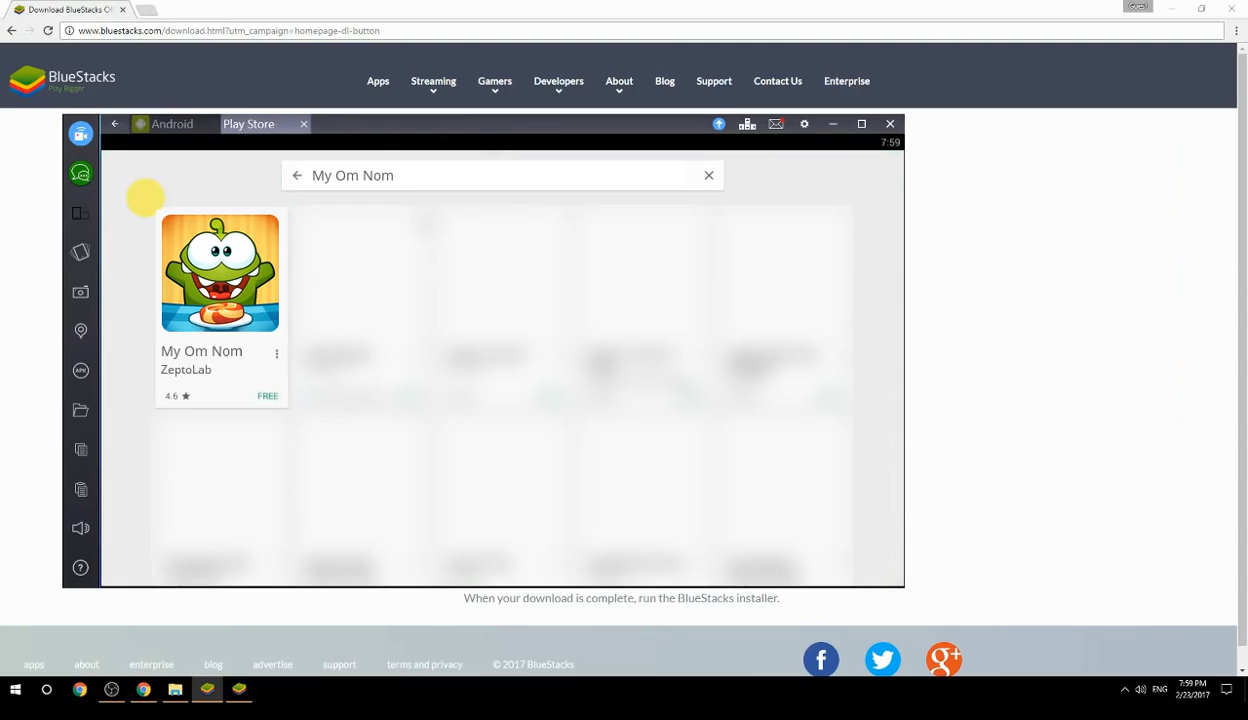 Download BlueStacks Of
Guest
www.bluestacks.com/download.html?utm_campaign=homepage-dl-button
BlueStacks
Play Bigger
Apps
Streaming
Gamers
Developers
About
Blog
Support
Contact Us
Enterprise
Android
Play Store
7:59
My Om Nom
My Om Nom
ZeptoLab
4.6 ★
FREE
APK
?
When your download is complete, run the BlueStacks installer.
apps
about
enterprise
blog
advertise
support
terms and privacy
© 2017 BlueStacks
f
g+
ENG
7:59 PM
2/23/2017